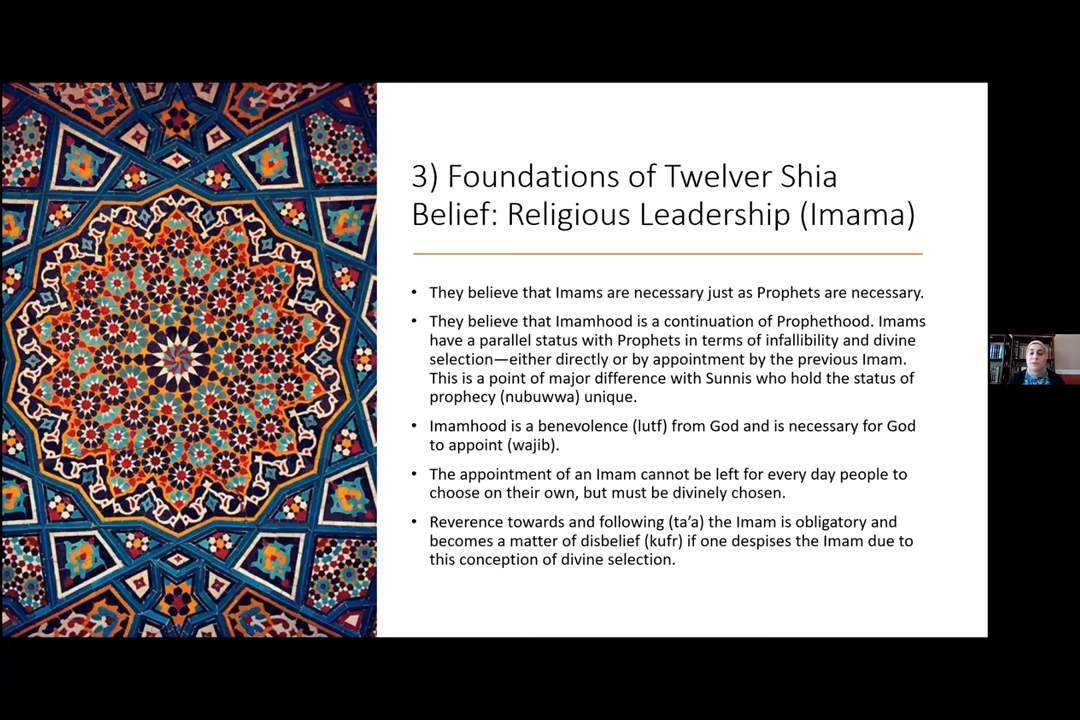 3) Foundations of Twelver Shia
Belief: Religious Leadership (Imama)
• They believe that Imams are necessary just as Prophets are necessary.
• They believe that Imamhood is a continuation of Prophethood. Imams
have a parallel status with Prophets in terms of infallibility and divine
selection—either directly or by appointment by the previous Imam.
This is a point of major difference with Sunnis who hold the status of
prophecy (nubuwwa) unique.
• Imamhood is a benevolence (lutf) from God and is necessary for God
to appoint (wajib).
• The appointment of an Imam cannot be left for every day people to
choose on their own, but must be divinely chosen.
• Reverence towards and following (ta’a) the Imam is obligatory and
becomes a matter of disbelief (kufr) if one despises the Imam due to
this conception of divine selection.